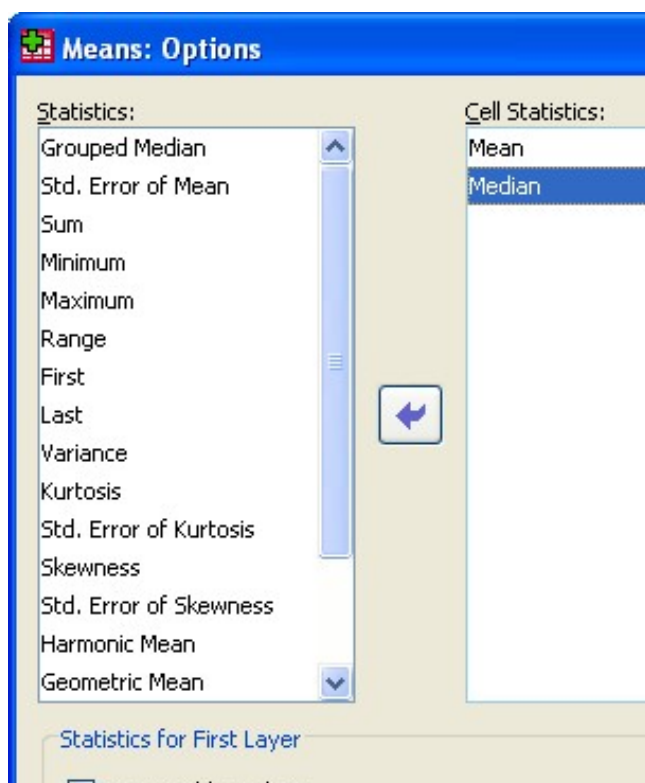 Means: Options
Statistics:
Grouped Median
Std. Error of Mean
Sum
Minimum
Maximum
Range
First
Last
Variance
Kurtosis
Std. Error of Kurtosis
Skewness
Std. Error of Skewness
Harmonic Mean
Geometric Mean
Cell Statistics:
Mean
Median
Statistics for First Layer